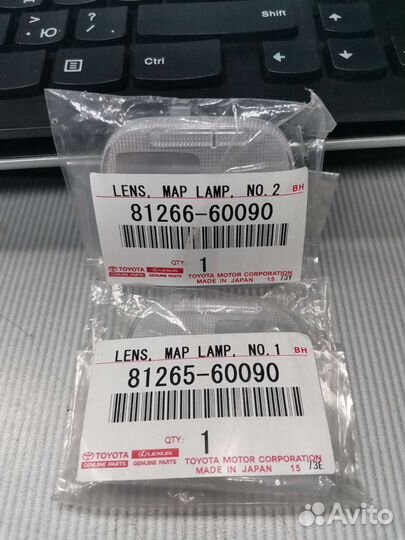 Ctrl
Shift
> .
Ю
? . /
LENS, MAP LAMP, NO. 2 BH
81266-60090
QTY: 1
TOYOTA LEXUS TOYOTA MOTOR CORPORATION
GENUINE PARTS GENUINE PARTS MADE IN JAPAN 15 /3Y
LENS, MAP LAMP, NO. 1 BH
81265-60090
QTY: 1
TOYOTA LEXUS TOYOTA MOTOR CORPORATION
GENUINE PARTS GENUINE PARTS MADE IN JAPAN 15 /3E
Avito